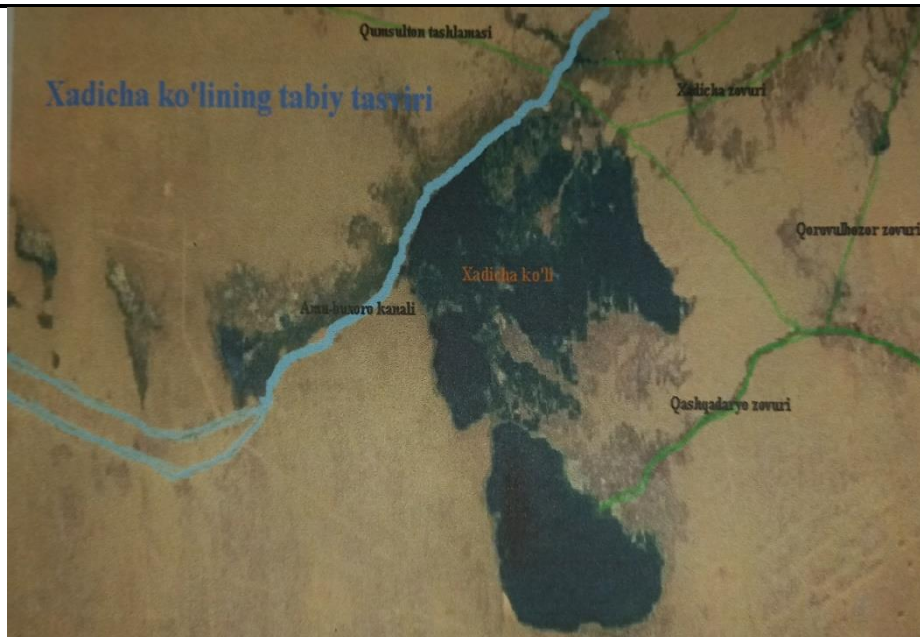 Qumsulton tashlamasi
Xadicha ko'lining tabiy tasviri
Xadicha zovuri
Qorovulbozor zovuri
Xadicha ko'li
Amu-buxoro kanali
Qashqadaryo zovuri